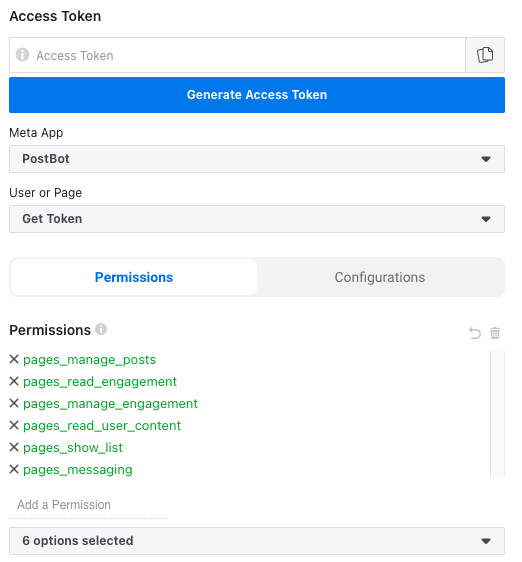 Access Token
Access Token
Generate Access Token
Meta App
PostBot
User or Page
Get Token
Permissions
Configurations
Permissions
pages_manage_posts
pages_read_engagement
pages_manage_engagement
pages_read_user_content
pages_show_list
pages_messaging
Add a Permission
6 options selected